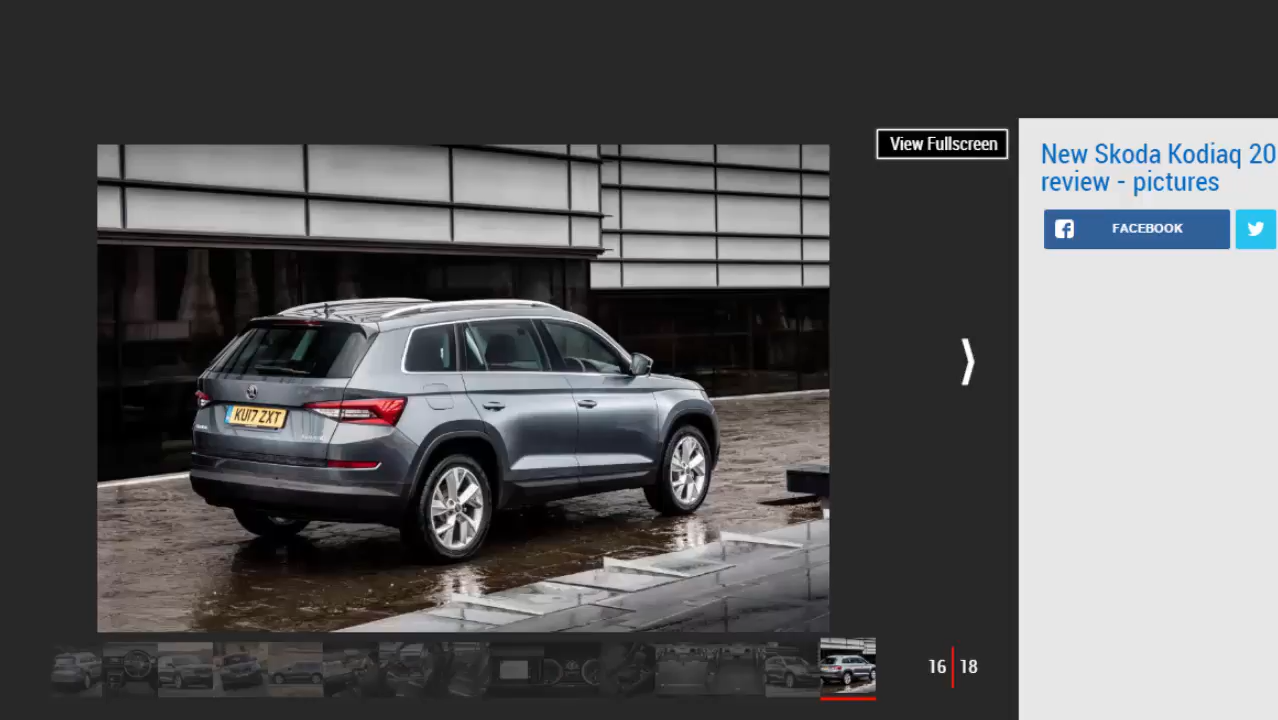 View Fullscreen
New Skoda Kodiaq 20
review - pictures
FACEBOOK
KU17 ZXT
16 18